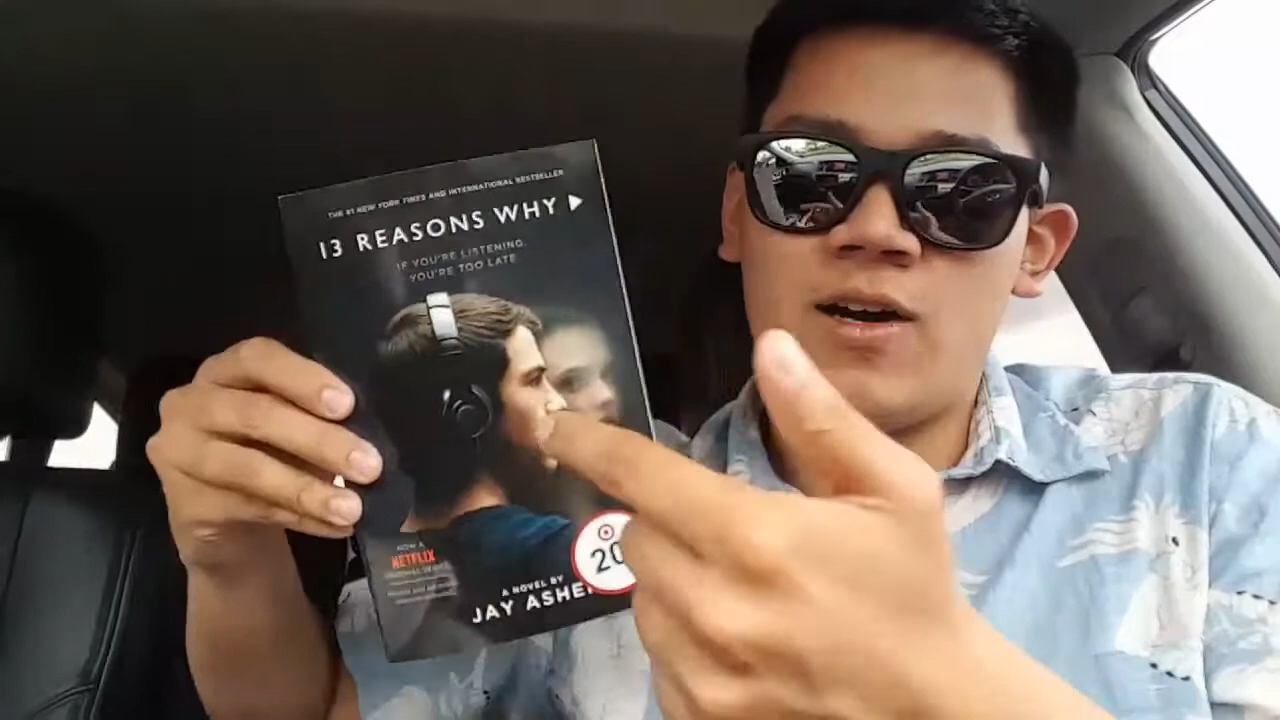 THE #1 NEW YORK TIMES AND INTERNATIONAL BESTSELLER
13 REASONS WHY
IF YOU'RE LISTENING,
YOU'RE TOO LATE
NOW A
NETFLIX
20
A NOVEL BY
JAY ASHE